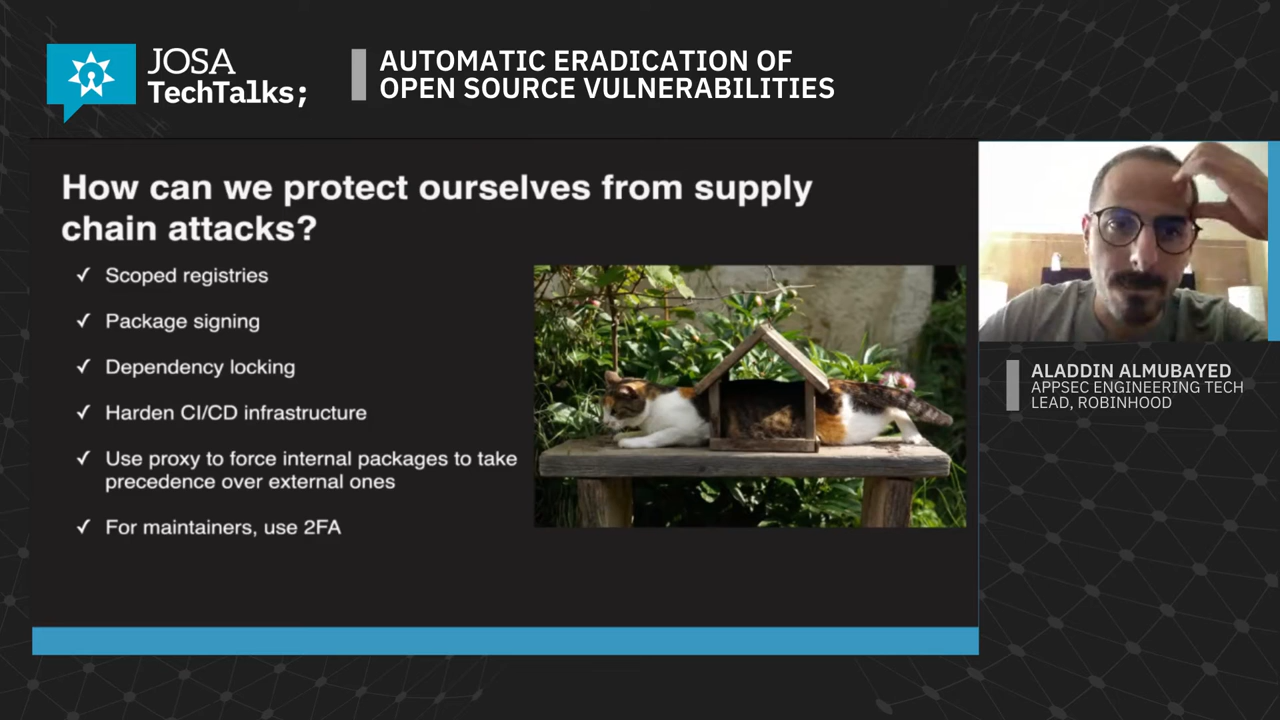 JOSA
TechTalks;
AUTOMATIC ERADICATION OF
OPEN SOURCE VULNERABILITIES
How can we protect ourselves from supply
chain attacks?
✓ Scoped registries
✓ Package signing
✓ Dependency locking
✓ Harden CI/CD infrastructure
✓ Use proxy to force internal packages to take
precedence over external ones
✓ For maintainers, use 2FA
ALADDIN ALMUBAYED
APPSEC ENGINEERING TECH
LEAD, ROBINHOOD